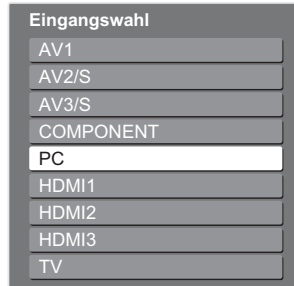 Eingangswahl
AV1
AV2/S
AV3/S
COMPONENT
PC
HDMI1
HDMI2
HDMI3
TV